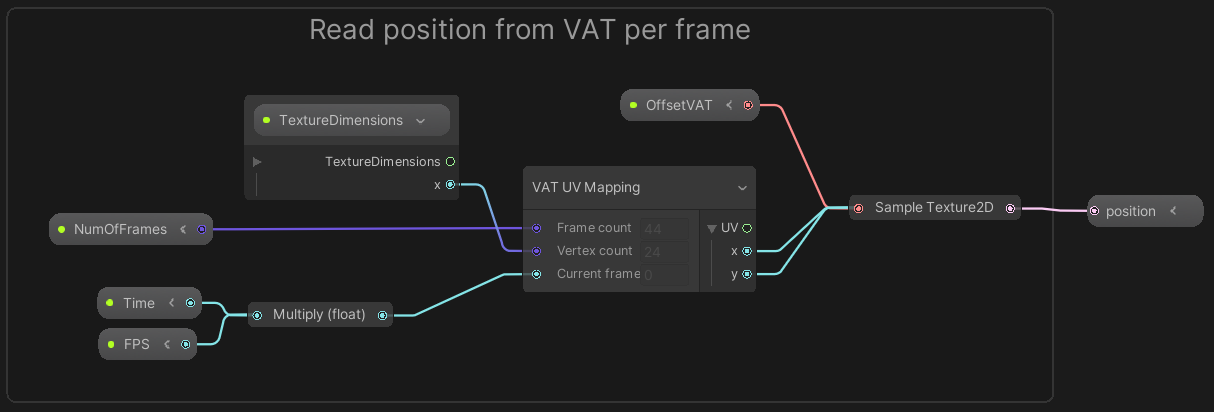 Read position from VAT per frame
TextureDimensions
OffsetVAT
TextureDimensions
x
VAT UV Mapping
Sample Texture2D
position
NumOfFrames
Frame count 44
UV
Vertex count 24
x
Current frame 0
y
Time
Multiply (float)
FPS